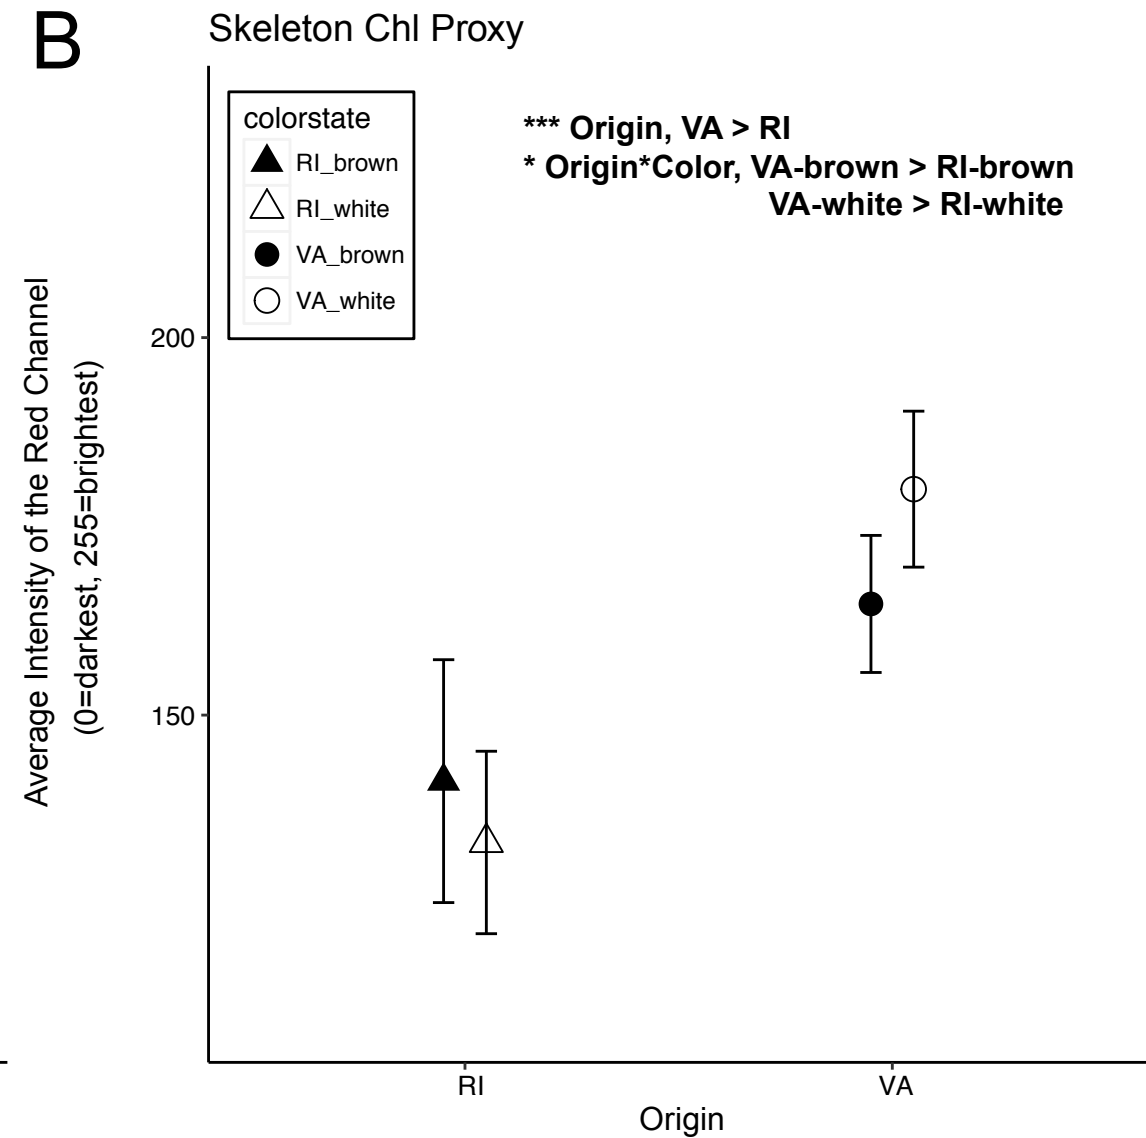 B
Skeleton Chl Proxy
colorstate
RI_brown
RI_white
VA_brown
VA_white
*** Origin, VA > RI
* Origin*Color, VA-brown > RI-brown
VA-white > RI-white
Average Intensity of the Red Channel
(0=darkest, 255=brightest)
200
150
RI
VA
Origin